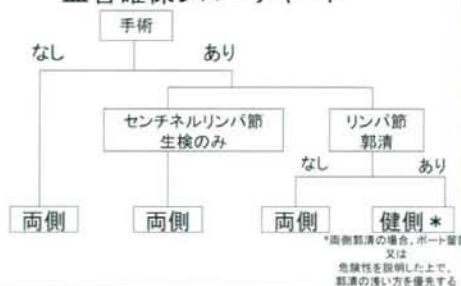 手術
なし
あり
センチネルリンパ節
生検のみ
リンパ節
郭清
なし
あり
両側
両側
両側
健側*
*両側郭清の場合、ポート留
又は
危険性を説明した上で、
郭清の浅い方を優先する